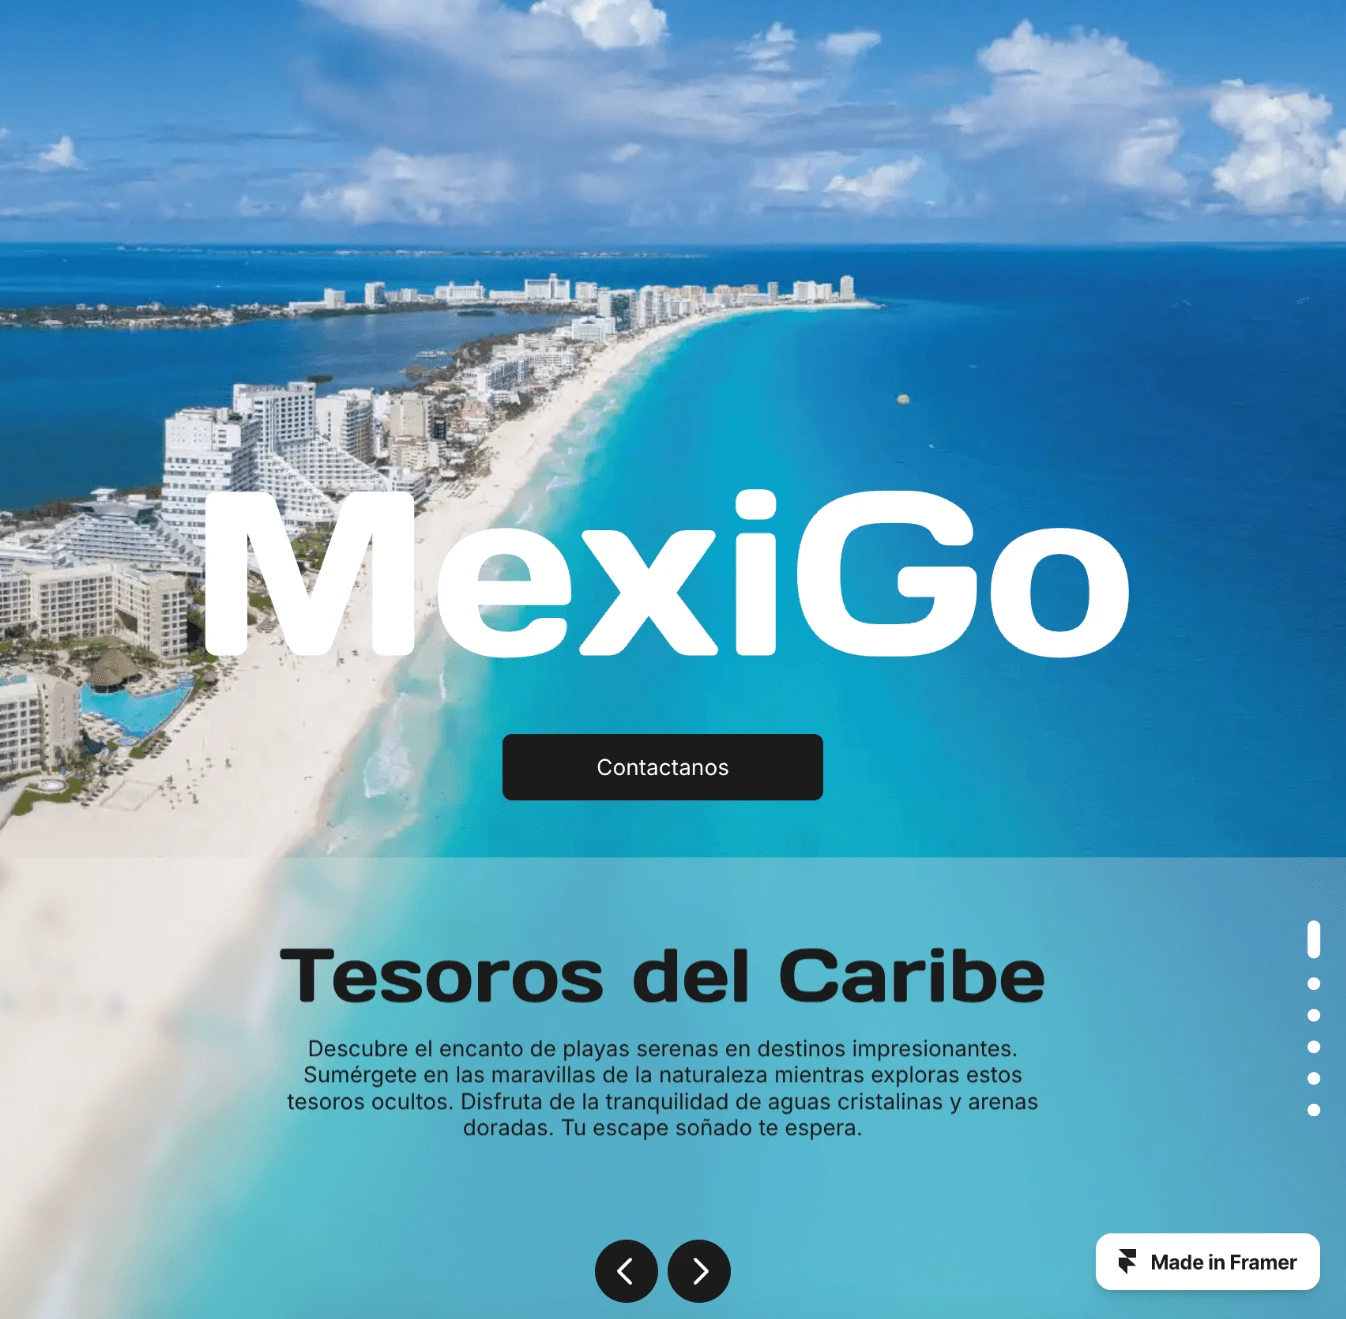 MexiGo
Contactanos
Tesoros del Caribe
Descubre el encanto de playas serenas en destinos impresionantes.
Sumérgete en las maravillas de la naturaleza mientras exploras estos
tesoros ocultos. Disfruta de la tranquilidad de aguas cristalinas y arenas
doradas. Tu escape soñado te espera.
Made in Framer